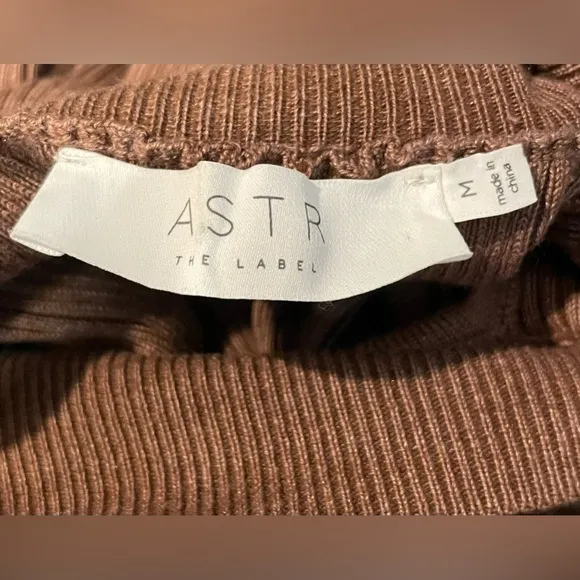 ASTR
THE LABEL
M
made in
china